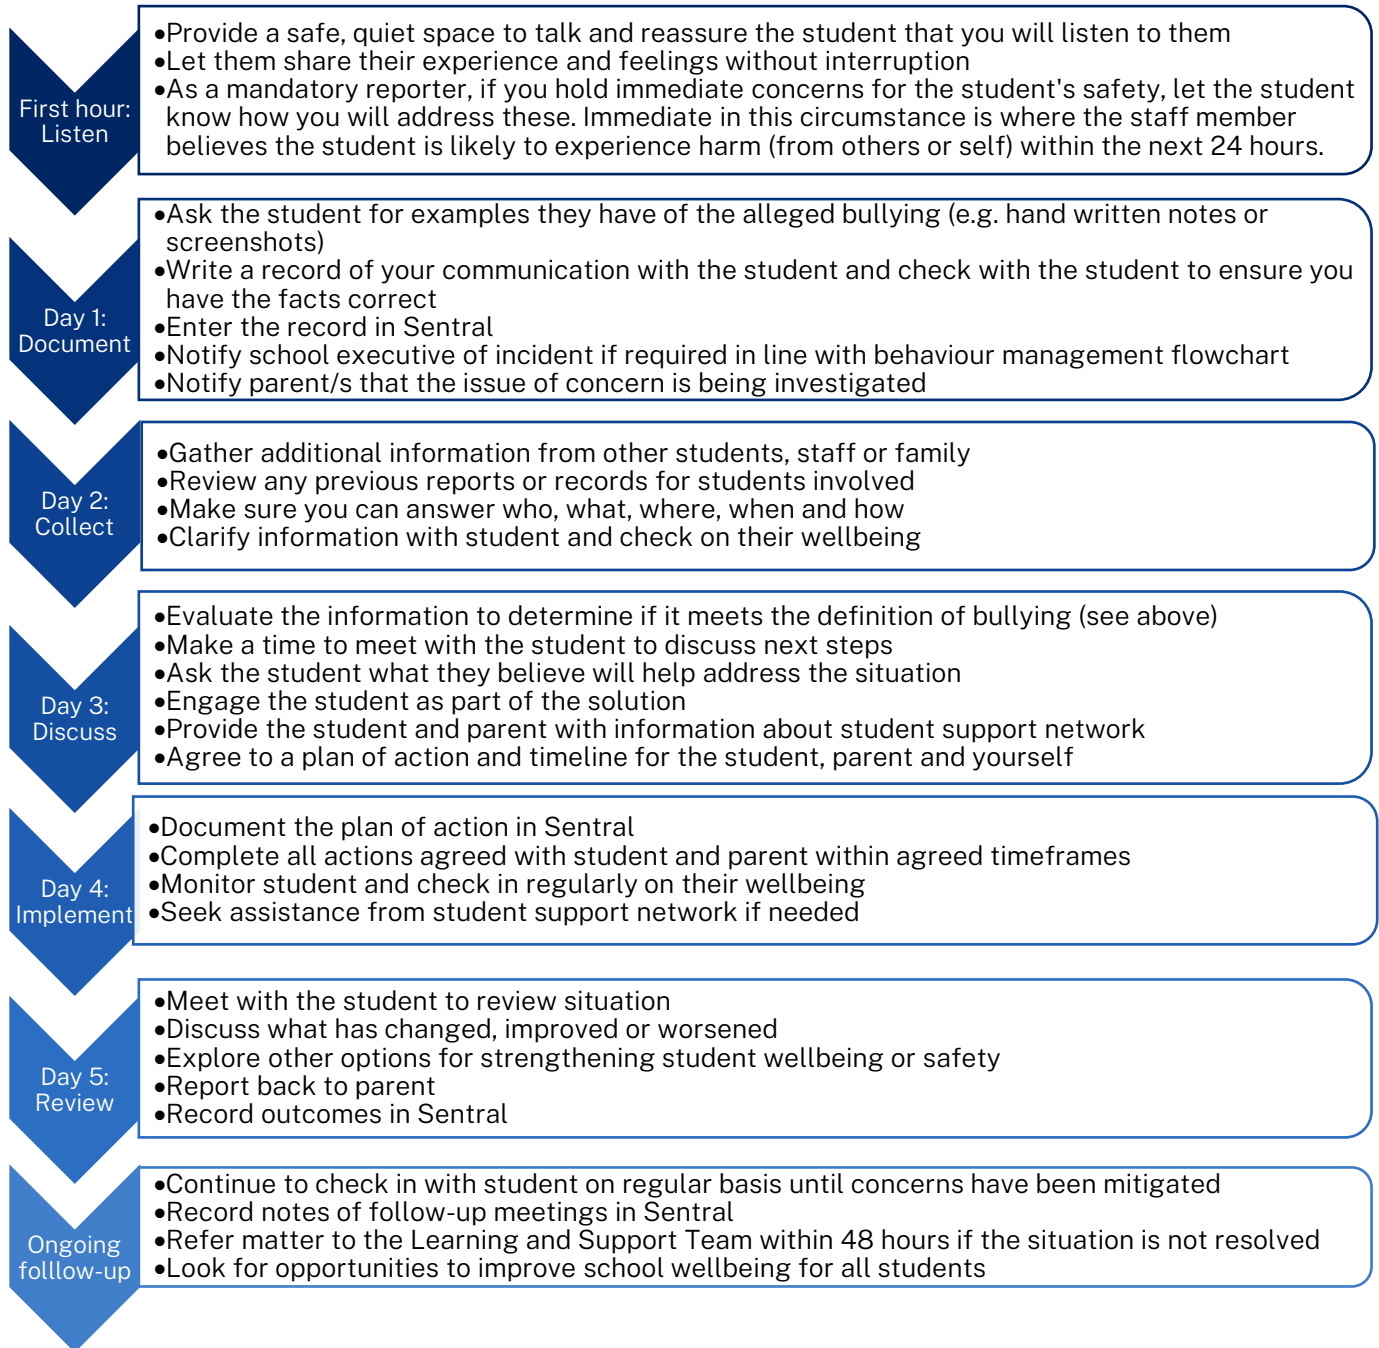 First hour:
Listen
•Provide a safe, quiet space to talk and reassure the student that you will listen to them
•Let them share their experience and feelings without interruption
•As a mandatory reporter, if you hold immediate concerns for the student's safety, let the student
know how you will address these. Immediate in this circumstance is where the staff member
believes the student is likely to experience harm (from others or self) within the next 24 hours.
Day 1:
Document
•Ask the student for examples they have of the alleged bullying (e.g. hand written notes or
screenshots)
•Write a record of your communication with the student and check with the student to ensure you
have the facts correct
•Enter the record in Sentral
•Notify school executive of incident if required in line with behaviour management flowchart
•Notify parent/s that the issue of concern is being investigated
Day 2:
Collect
•Gather additional information from other students, staff or family
•Review any previous reports or records for students involved
•Make sure you can answer who, what, where, when and how
•Clarify information with student and check on their wellbeing
Day 3:
Discuss
•Evaluate the information to determine if it meets the definition of bullying (see above)
•Make a time to meet with the student to discuss next steps
•Ask the student what they believe will help address the situation
•Engage the student as part of the solution
•Provide the student and parent with information about student support network
•Agree to a plan of action and timeline for the student, parent and yourself
Day 4:
Implement
•Document the plan of action in Sentral
•Complete all actions agreed with student and parent within agreed timeframes
•Monitor student and check in regularly on their wellbeing
•Seek assistance from student support network if needed
Day 5:
Review
•Meet with the student to review situation
•Discuss what has changed, improved or worsened
•Explore other options for strengthening student wellbeing or safety
•Report back to parent
•Record outcomes in Sentral
Ongoing
folllow-up
•Continue to check in with student on regular basis until concerns have been mitigated
•Record notes of follow-up meetings in Sentral
•Refer matter to the Learning and Support Team within 48 hours if the situation is not resolved
•Look for opportunities to improve school wellbeing for all students